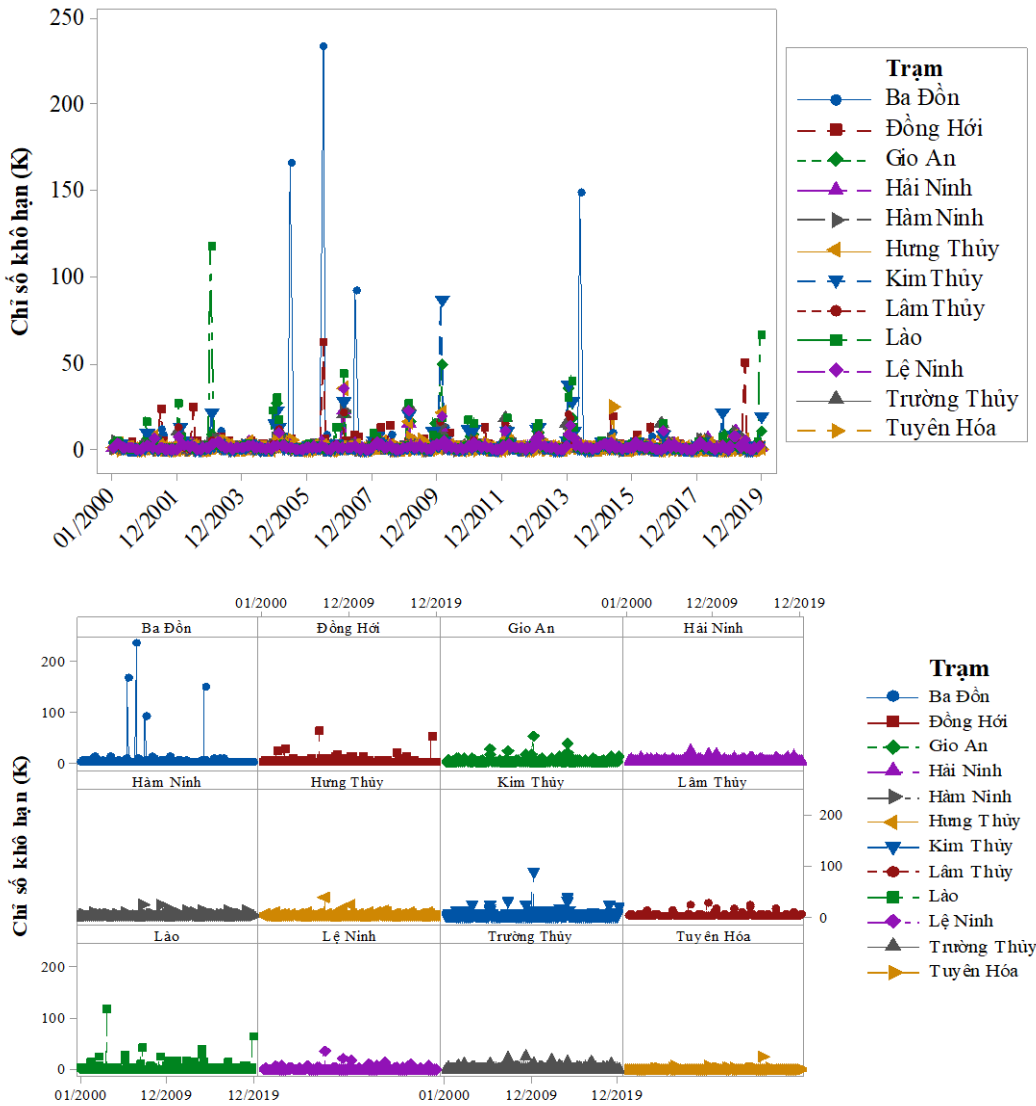 250
200
150
100
50
0
Chỉ số khô hạn (K)
01/2000
12/2001
12/2003
12/2005
12/2007
12/2009
12/2011
12/2013
12/2015
12/2017
12/2019
Trạm
Ba Đồn
Đồng Hới
Gio An
Hải Ninh
Hàm Ninh
Hưng Thủy
Kim Thủy
Lâm Thủy
Lào
Lệ Ninh
Trường Thủy
Tuyên Hóa
01/2000 12/2009 12/2019 01/2000 12/2009 12/2019
Ba Đồn Đồng Hới Gio An Hải Ninh
200
100
0
Hàm Ninh Hưng Thủy Kim Thủy Lâm Thủy
200
100
0
Chỉ số khô hạn (K)
Lào Lệ Ninh Trường Thủy Tuyên Hóa
200
100
0
01/2000 12/2009 12/2019 01/2000 12/2009 12/2019
Trạm
Ba Đồn
Đồng Hới
Gio An
Hải Ninh
Hàm Ninh
Hưng Thủy
Kim Thủy
Lâm Thủy
Lào
Lệ Ninh
Trường Thủy
Tuyên Hóa